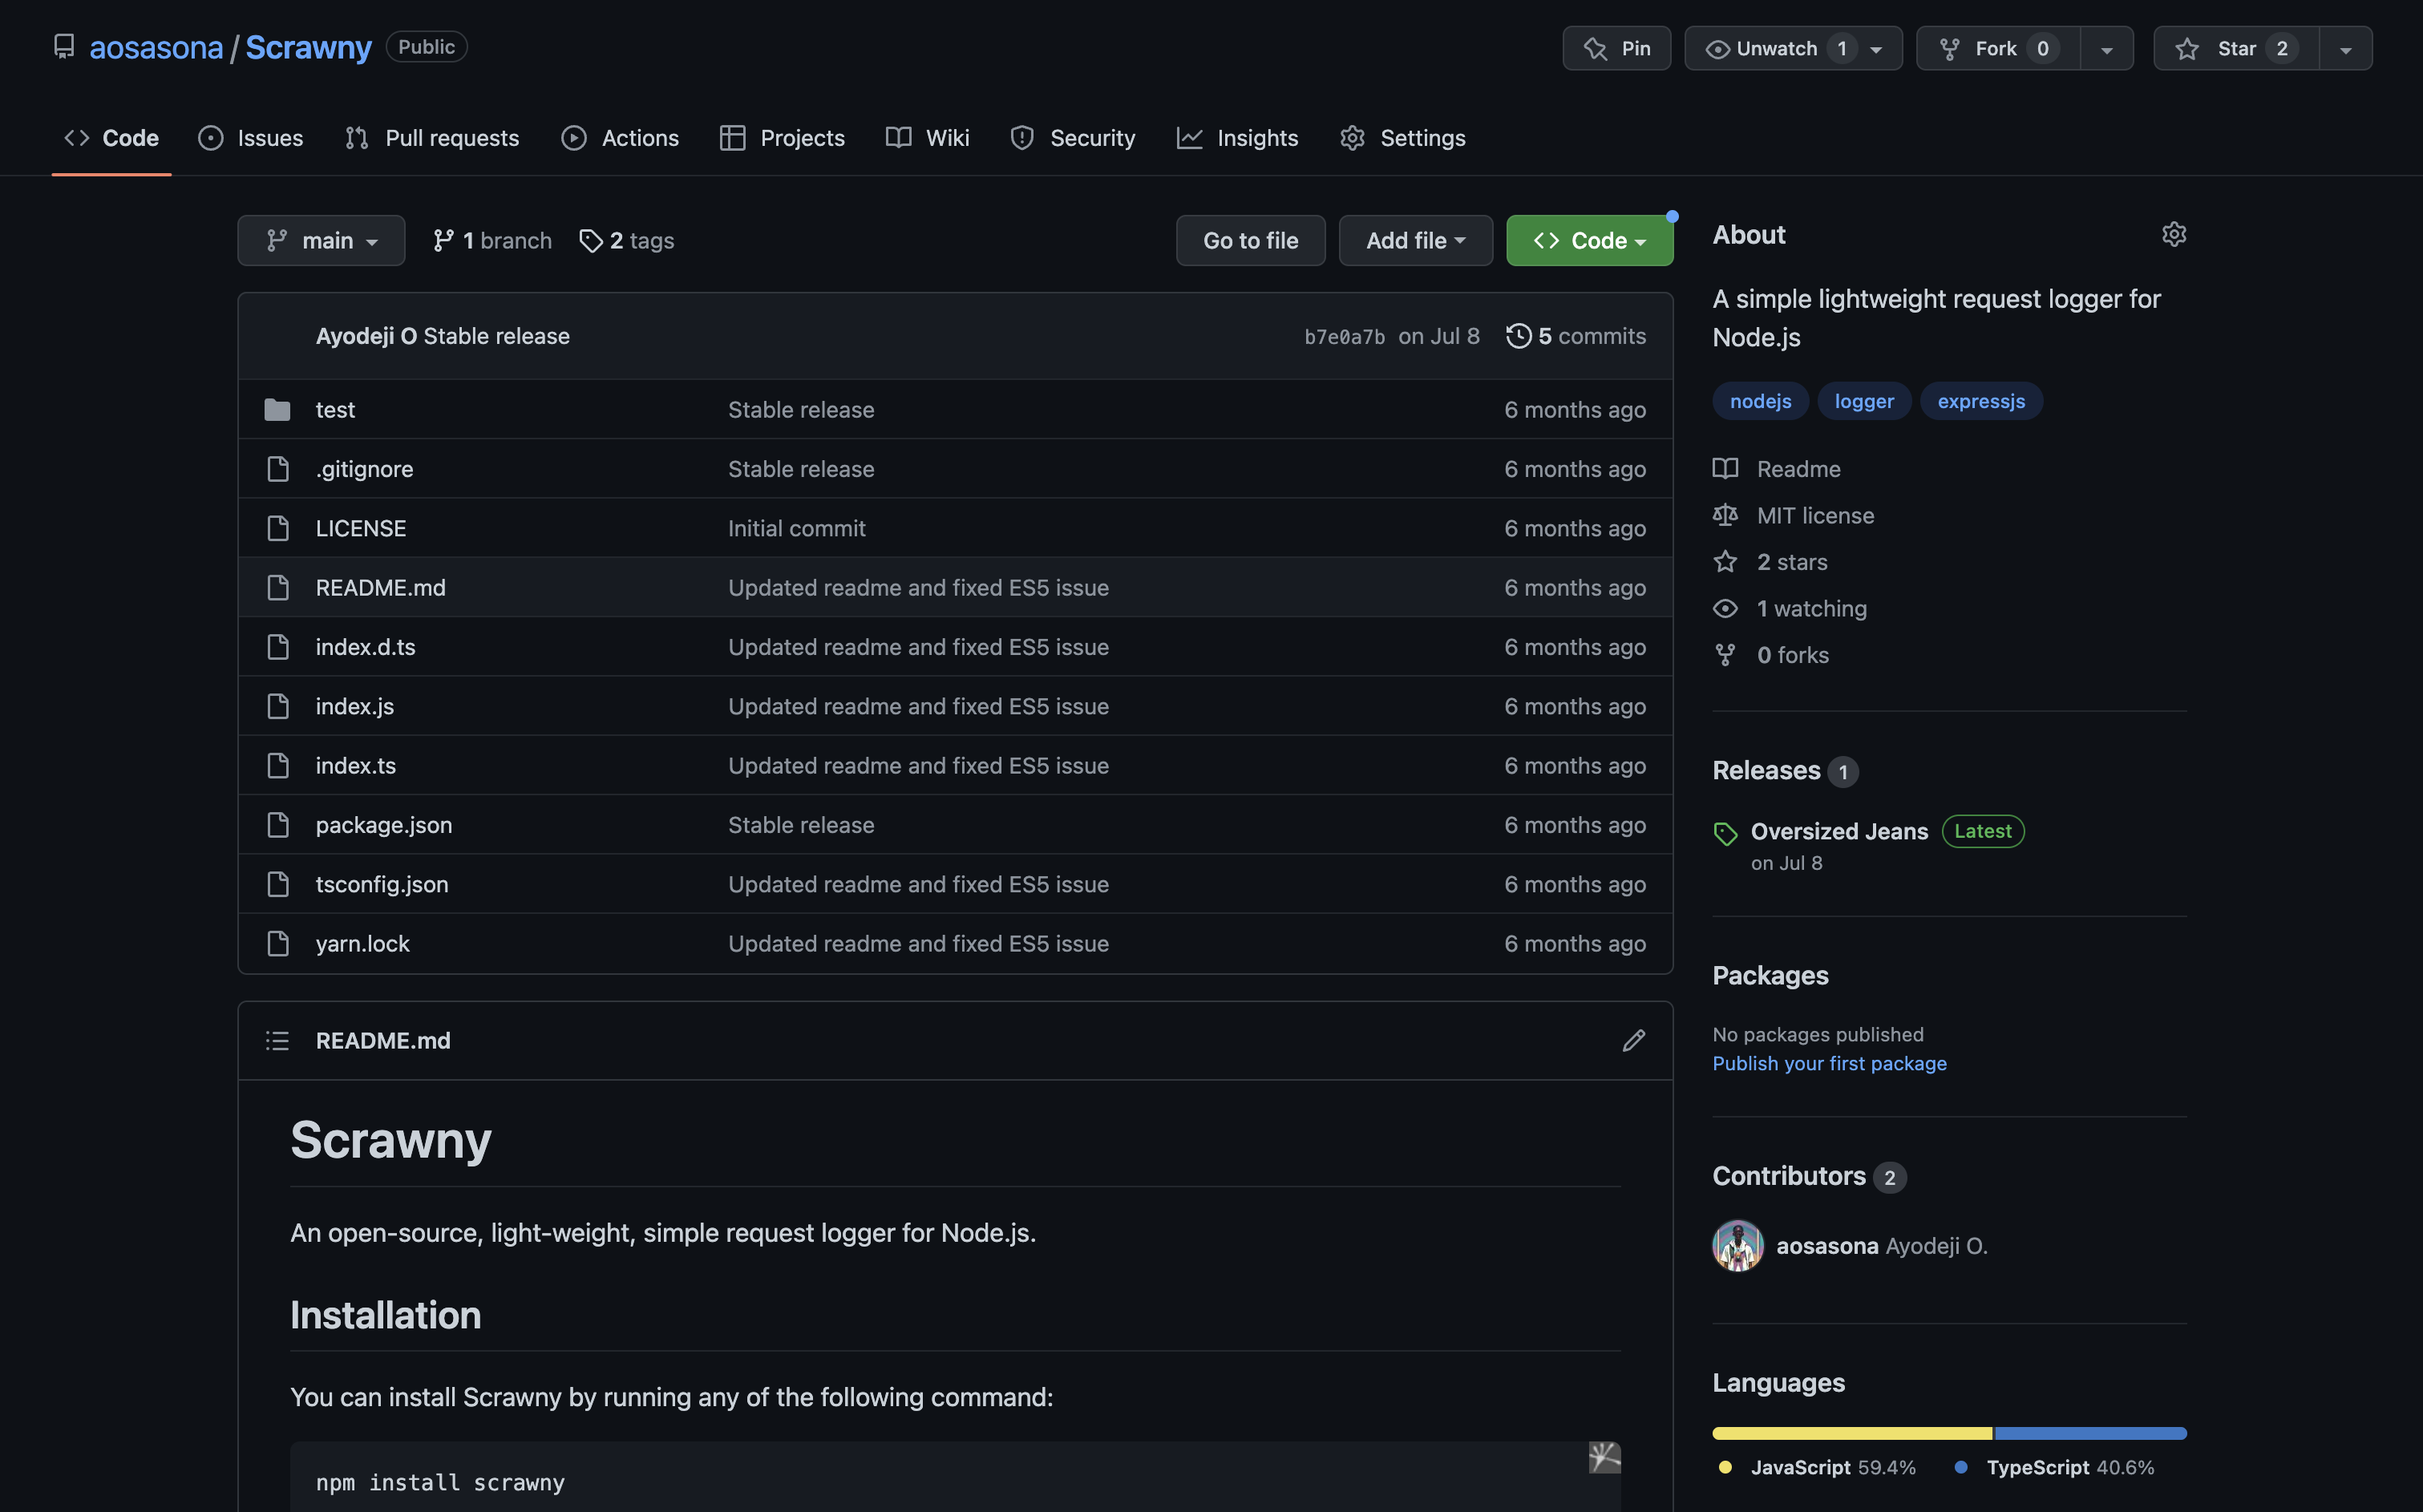 aosasona / Scrawny Public
Pin
Unwatch 1
Fork 0
Star 2
Code
Issues
Pull requests
Actions
Projects
Wiki
Security
Insights
Settings
main
1 branch
2 tags
Go to file
Add file
Code
Ayodeji O Stable release b7e0a7b on Jul 8 5 commits
test Stable release 6 months ago
.gitignore Stable release 6 months ago
LICENSE Initial commit 6 months ago
README.md Updated readme and fixed ES5 issue 6 months ago
index.d.ts Updated readme and fixed ES5 issue 6 months ago
index.js Updated readme and fixed ES5 issue 6 months ago
index.ts Updated readme and fixed ES5 issue 6 months ago
package.json Stable release 6 months ago
tsconfig.json Updated readme and fixed ES5 issue 6 months ago
yarn.lock Updated readme and fixed ES5 issue 6 months ago
README.md
Scrawny
An open-source, light-weight, simple request logger for Node.js.
Installation
You can install Scrawny by running any of the following command:
npm install scrawny
About
A simple lightweight request logger for
Node.js
nodejs logger expressjs
Readme
MIT license
2 stars
1 watching
0 forks
Releases 1
Oversized Jeans Latest
on Jul 8
Packages
No packages published
Publish your first package
Contributors 2
aosasona Ayodeji O.
Languages
JavaScript 59.4% TypeScript 40.6%